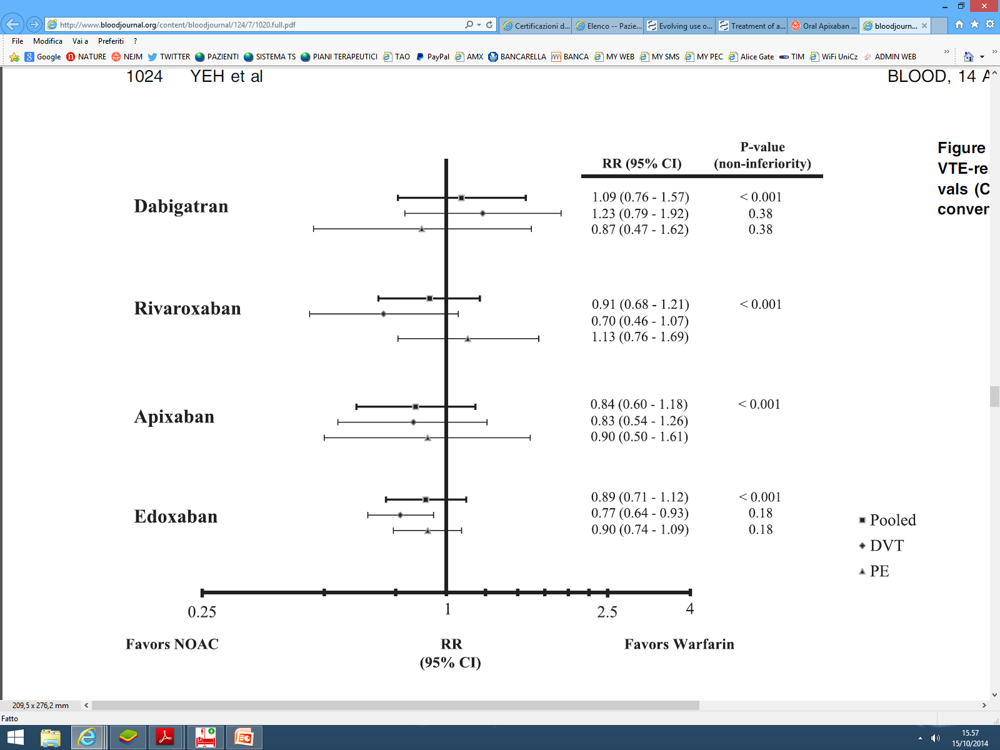 http://www.bloodjournal.org/content/bloodjournal/124/7/1020.full.pdf
Certificazioni d...
Elenco -- Pazie...
Evolving use o...
Treatment of a...
Oral Apixaban ...
bloodjourn...
File Modifica Vai a Preferiti ?
Google NATURE NEJM TWITTER PAZIENTI SISTEMA TS PIANI TERAPEUTICI TAO PayPal AMX BANCARELLA BANCA MY WEB MY SMS MY PEC Alice Gate TIM WiFi UniCz ADMIN WEB
1024 YEH et al BLOOD, 14 A
Figure
VTE-re
vals (C
conver
P-value
RR (95% CI) (non-inferiority)
Dabigatran
1.09 (0.76 - 1.57) < 0.001
1.23 (0.79 - 1.92) 0.38
0.87 (0.47 - 1.62) 0.38
Rivaroxaban
0.91 (0.68 - 1.21) < 0.001
0.70 (0.46 - 1.07)
1.13 (0.76 - 1.69)
Apixaban
0.84 (0.60 - 1.18) < 0.001
0.83 (0.54 - 1.26)
0.90 (0.50 - 1.61)
Edoxaban
0.89 (0.71 - 1.12) < 0.001
0.77 (0.64 - 0.93) 0.18
0.90 (0.74 - 1.09) 0.18
Pooled
DVT
PE
0.25 1 2.5 4
Favors NOAC RR Favors Warfarin
(95% CI)
209,5 x 276,2 mm
Fatto
15.57
15/10/2014